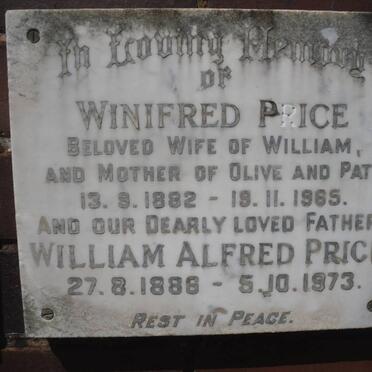 In Loving Memory
of
WINIFRED PRICE
BELOVED WIFE OF WILLIAM,
AND MOTHER OF OLIVE AND PAT
13.9.1882 - 19.11.1965.
AND OUR DEARLY LOVED FATHER
WILLIAM ALFRED PRICE
27.8.1888 - 5.10.1973.
REST IN PEACE.